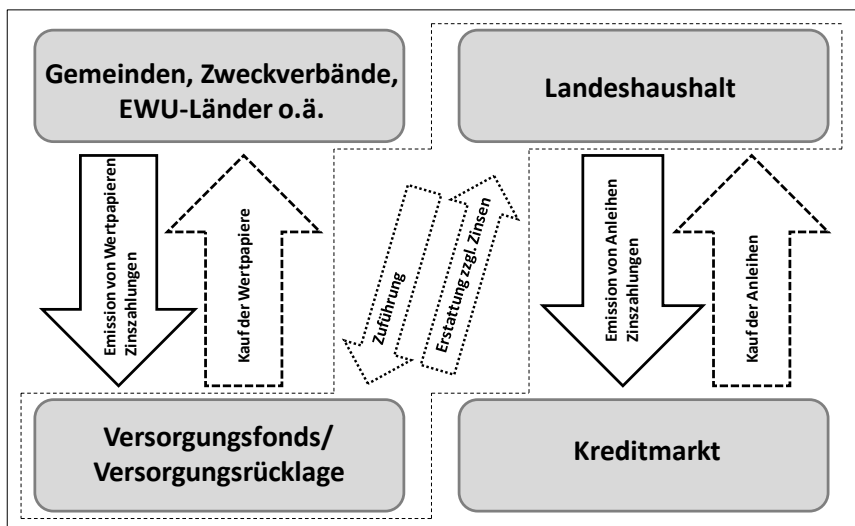 Gemeinden, Zweckverbände,
EWU-Länder o.ä.
Landeshaushalt
Emission von Wertpapieren
Zinszahlungen
Kauf der Wertpapiere
Zuführung
Erstattung zzgl. Zinsen
Emission von Anleihen
Zinszahlungen
Kauf der Anleihen
Versorgungsfonds/
Versorgungsrücklage
Kreditmarkt